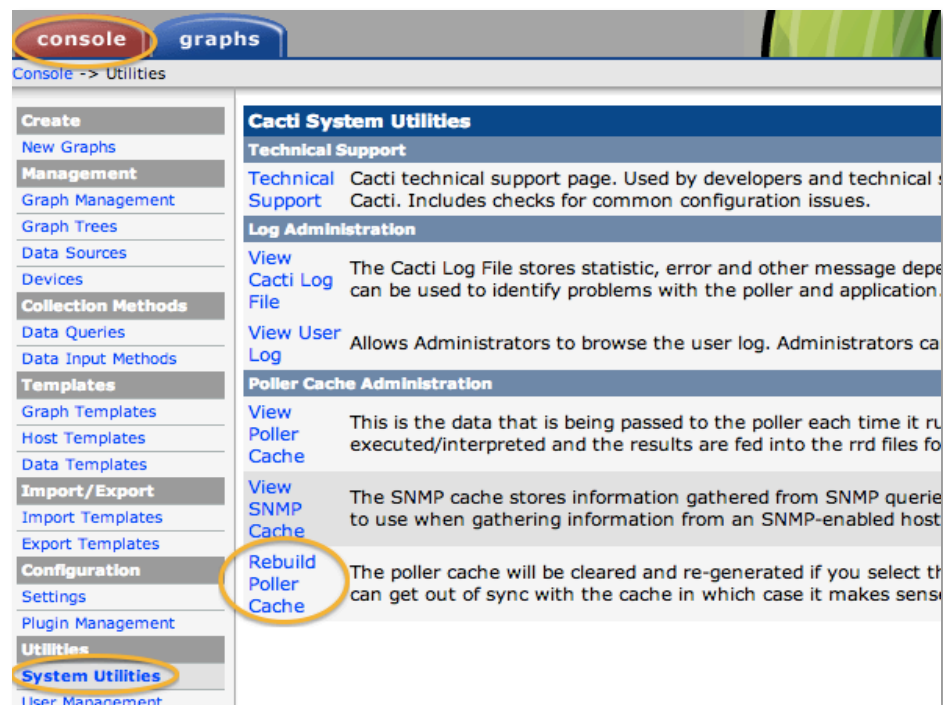 console graphs
Console -> Utilities
Create
New Graphs
Management
Graph Management
Graph Trees
Data Sources
Devices
Collection Methods
Data Queries
Data Input Methods
Templates
Graph Templates
Host Templates
Data Templates
Import/Export
Import Templates
Export Templates
Configuration
Settings
Plugin Management
Utilities
System Utilities
User Management
Cacti System Utilities
Technical Support
Technical
Support
Cacti technical support page. Used by developers and technical
Cacti. Includes checks for common configuration issues.
Log Administration
View
Cacti Log
File
The Cacti Log File stores statistic, error and other message
can be used to identify problems with the poller and application.
View User
Log
Allows Administrators to browse the user log. Administrators
Poller Cache Administration
View
Poller
Cache
This is the data that is being passed to the poller each time it
executed/interpreted and the results are fed into the rrd files
View
SNMP
Cache
The SNMP cache stores information gathered from SNMP
to use when gathering information from an SNMP-enabled host
Rebuild
Poller
Cache
The poller cache will be cleared and re-generated if you select
can get out of sync with the cache in which case it makes